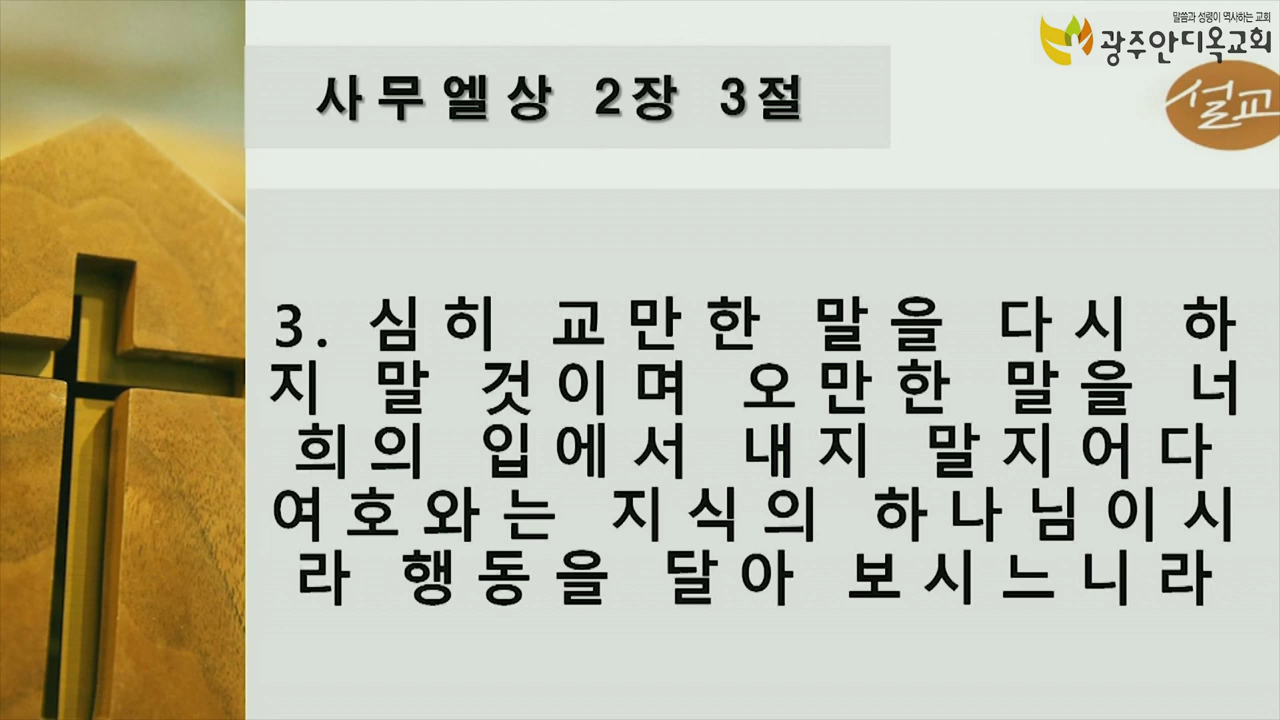 말씀과 성령이 역사하는 교회
광주안디옥교회
사무엘상 2장 3절
설교
3. 심히 교만한 말을 다시 하
지 말 것이며 오만한 말을 너
희의 입에서 내지 말지어다
여호와는 지식의 하나님이시
라 행동을 달아 보시느니라